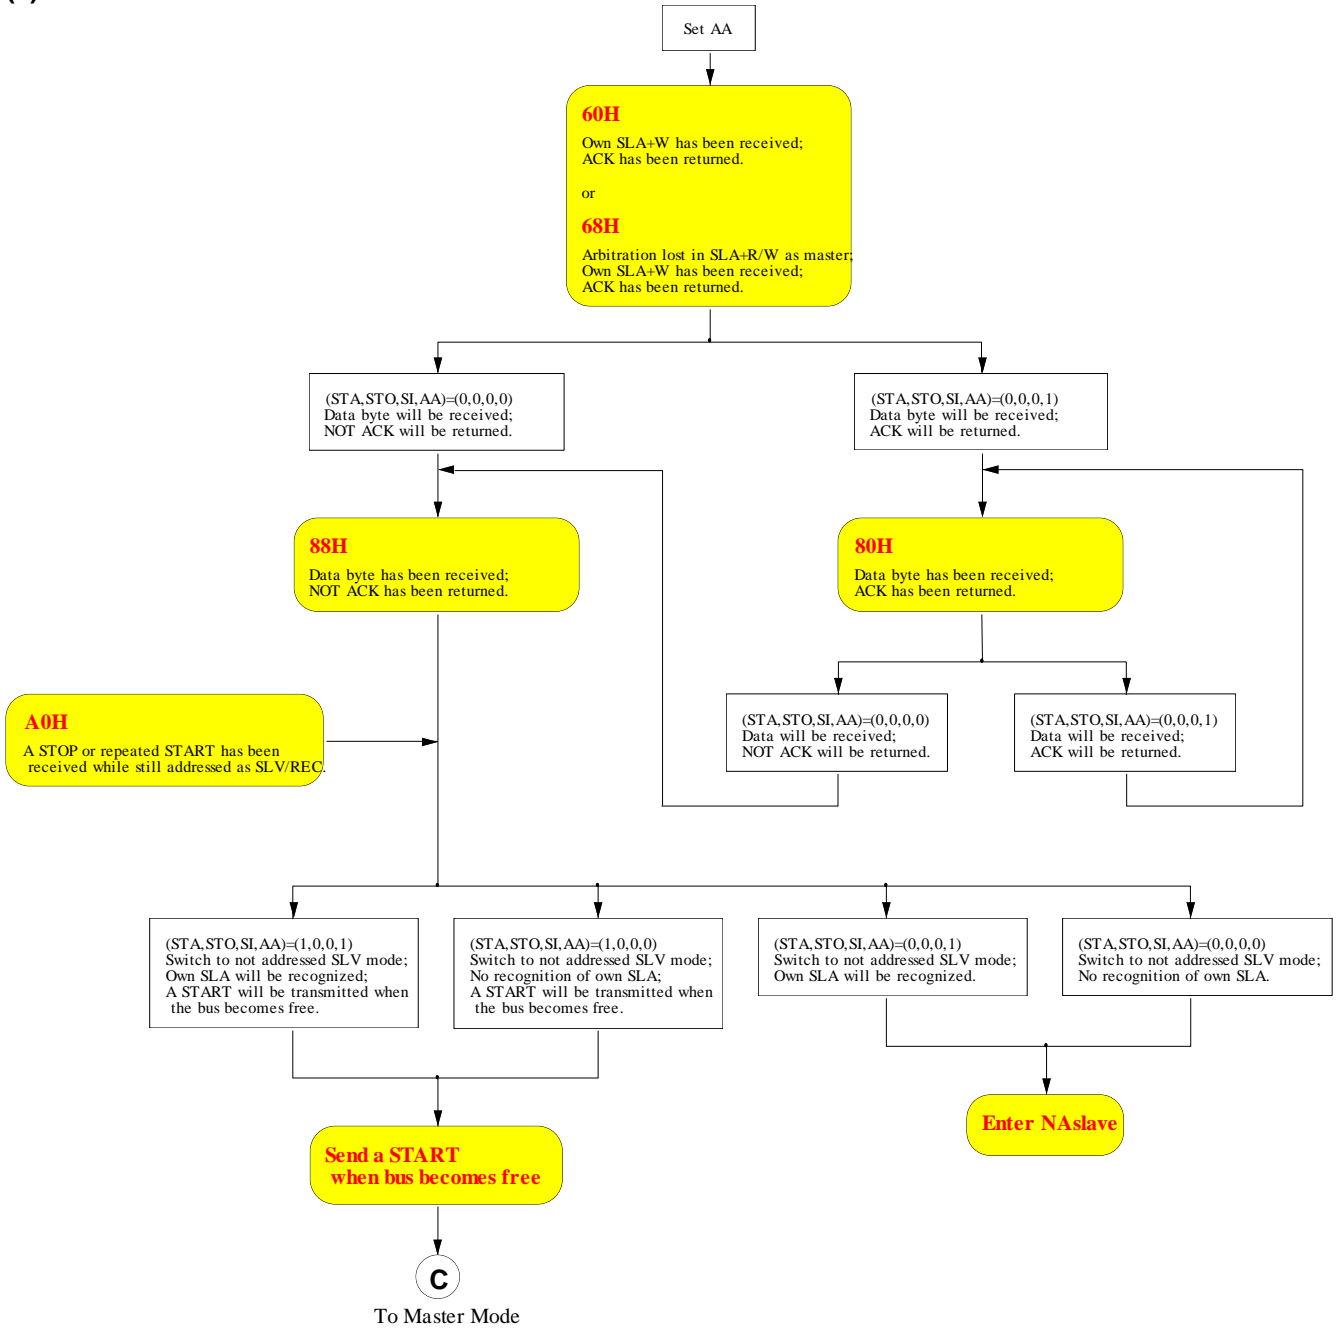 Set AA
60H
Own SLA+W has been received;
ACK has been returned.
or
68H
Arbitration lost in SLA+R/W as master;
Own SLA+W has been received;
ACK has been returned.
(STA,STO,SI,AA)=(0,0,0,0)
Data byte will be received;
NOT ACK will be returned.
(STA,STO,SI,AA)=(0,0,0,1)
Data byte will be received;
ACK will be returned.
88H
Data byte has been received;
NOT ACK has been returned.
80H
Data byte has been received;
ACK has been returned.
A0H
A STOP or repeated START has been
received while still addressed as SLV/REC.
(STA,STO,SI,AA)=(0,0,0,0)
Data will be received;
NOT ACK will be returned.
(STA,STO,SI,AA)=(0,0,0,1)
Data will be received;
ACK will be returned.
(STA,STO,SI,AA)=(1,0,0,1)
Switch to not addressed SLV mode;
Own SLA will be recognized;
A START will be transmitted when
the bus becomes free.
(STA,STO,SI,AA)=(1,0,0,0)
Switch to not addressed SLV mode;
No recognition of own SLA;
A START will be transmitted when
the bus becomes free.
(STA,STO,SI,AA)=(0,0,0,1)
Switch to not addressed SLV mode;
Own SLA will be recognized.
(STA,STO,SI,AA)=(0,0,0,0)
Switch to not addressed SLV mode;
No recognition of own SLA.
Enter NAslave
Send a START
when bus becomes free
C
To Master Mode